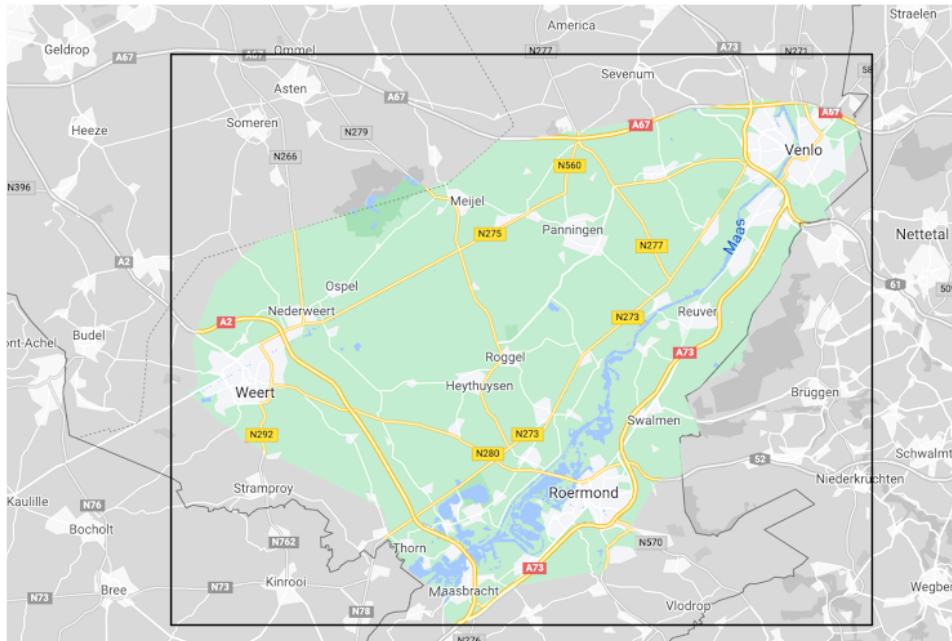 Straelen
America
Geldrop
A67
Ommel
N277
A73
N271
A67
Sevenum
58
Asten
A67
A67
A67
Heeze
Someren
N279
Venlo
N266
N560
N396
Meijel
Panningen
N275
N277
Maas
Nettetal
A2
61
Ospel
Nederweert
N273
Reuver
A2
Budel
A73
Roggel
Weert
Heythuysen
Brüggen
Swalmen
N292
N273
N280
52
Schwalmt
Stramproy
Roermond
Niederkrüchten
Kaulille
N76
Bocholt
N762
Thorn
N570
A73
Kinrooi
Maasbracht
N73
Bree
N73
N78
Vlodrop
Wegber
N276